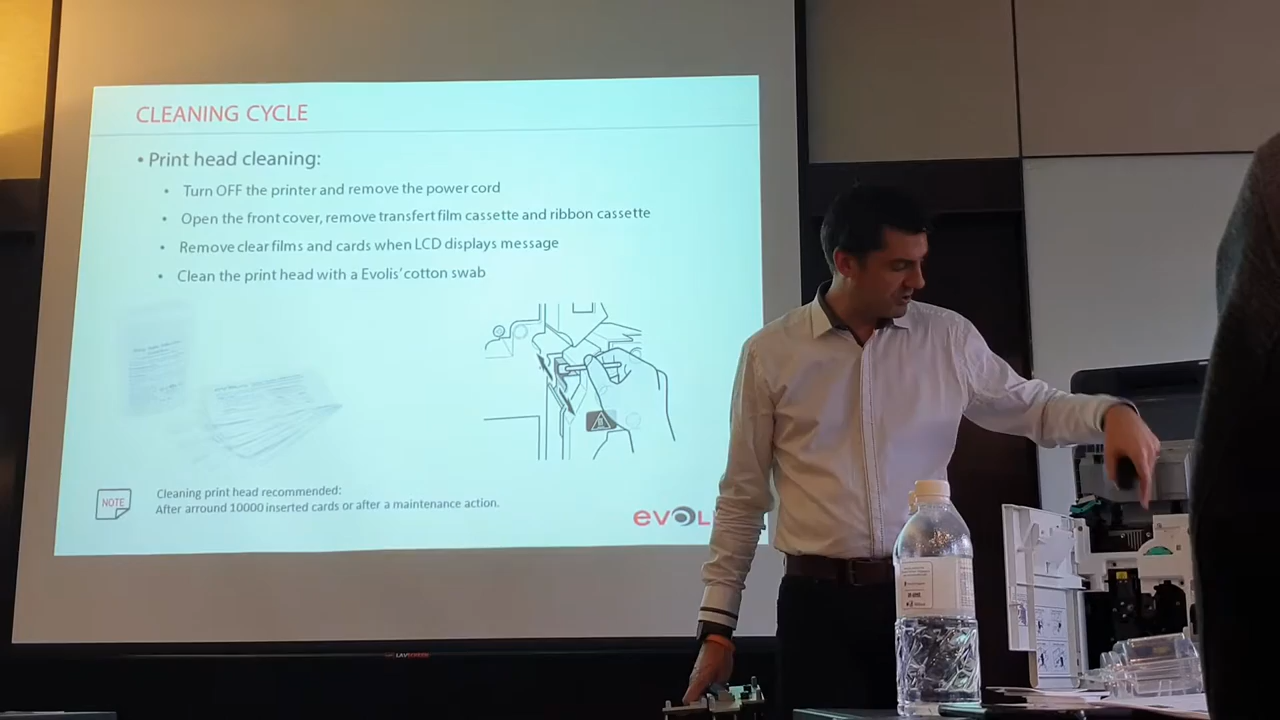 CLEANING CYCLE
• Print head cleaning:
• Turn OFF the printer and remove the power cord
• Open the front cover, remove transfert film cassette and ribbon cassette
• Remove clear films and cards when LCD displays message
• Clean the print head with a Evolis' cotton swab
NOTE
Cleaning print head recommended:
After arround 10000 inserted cards or after a maintenance action.